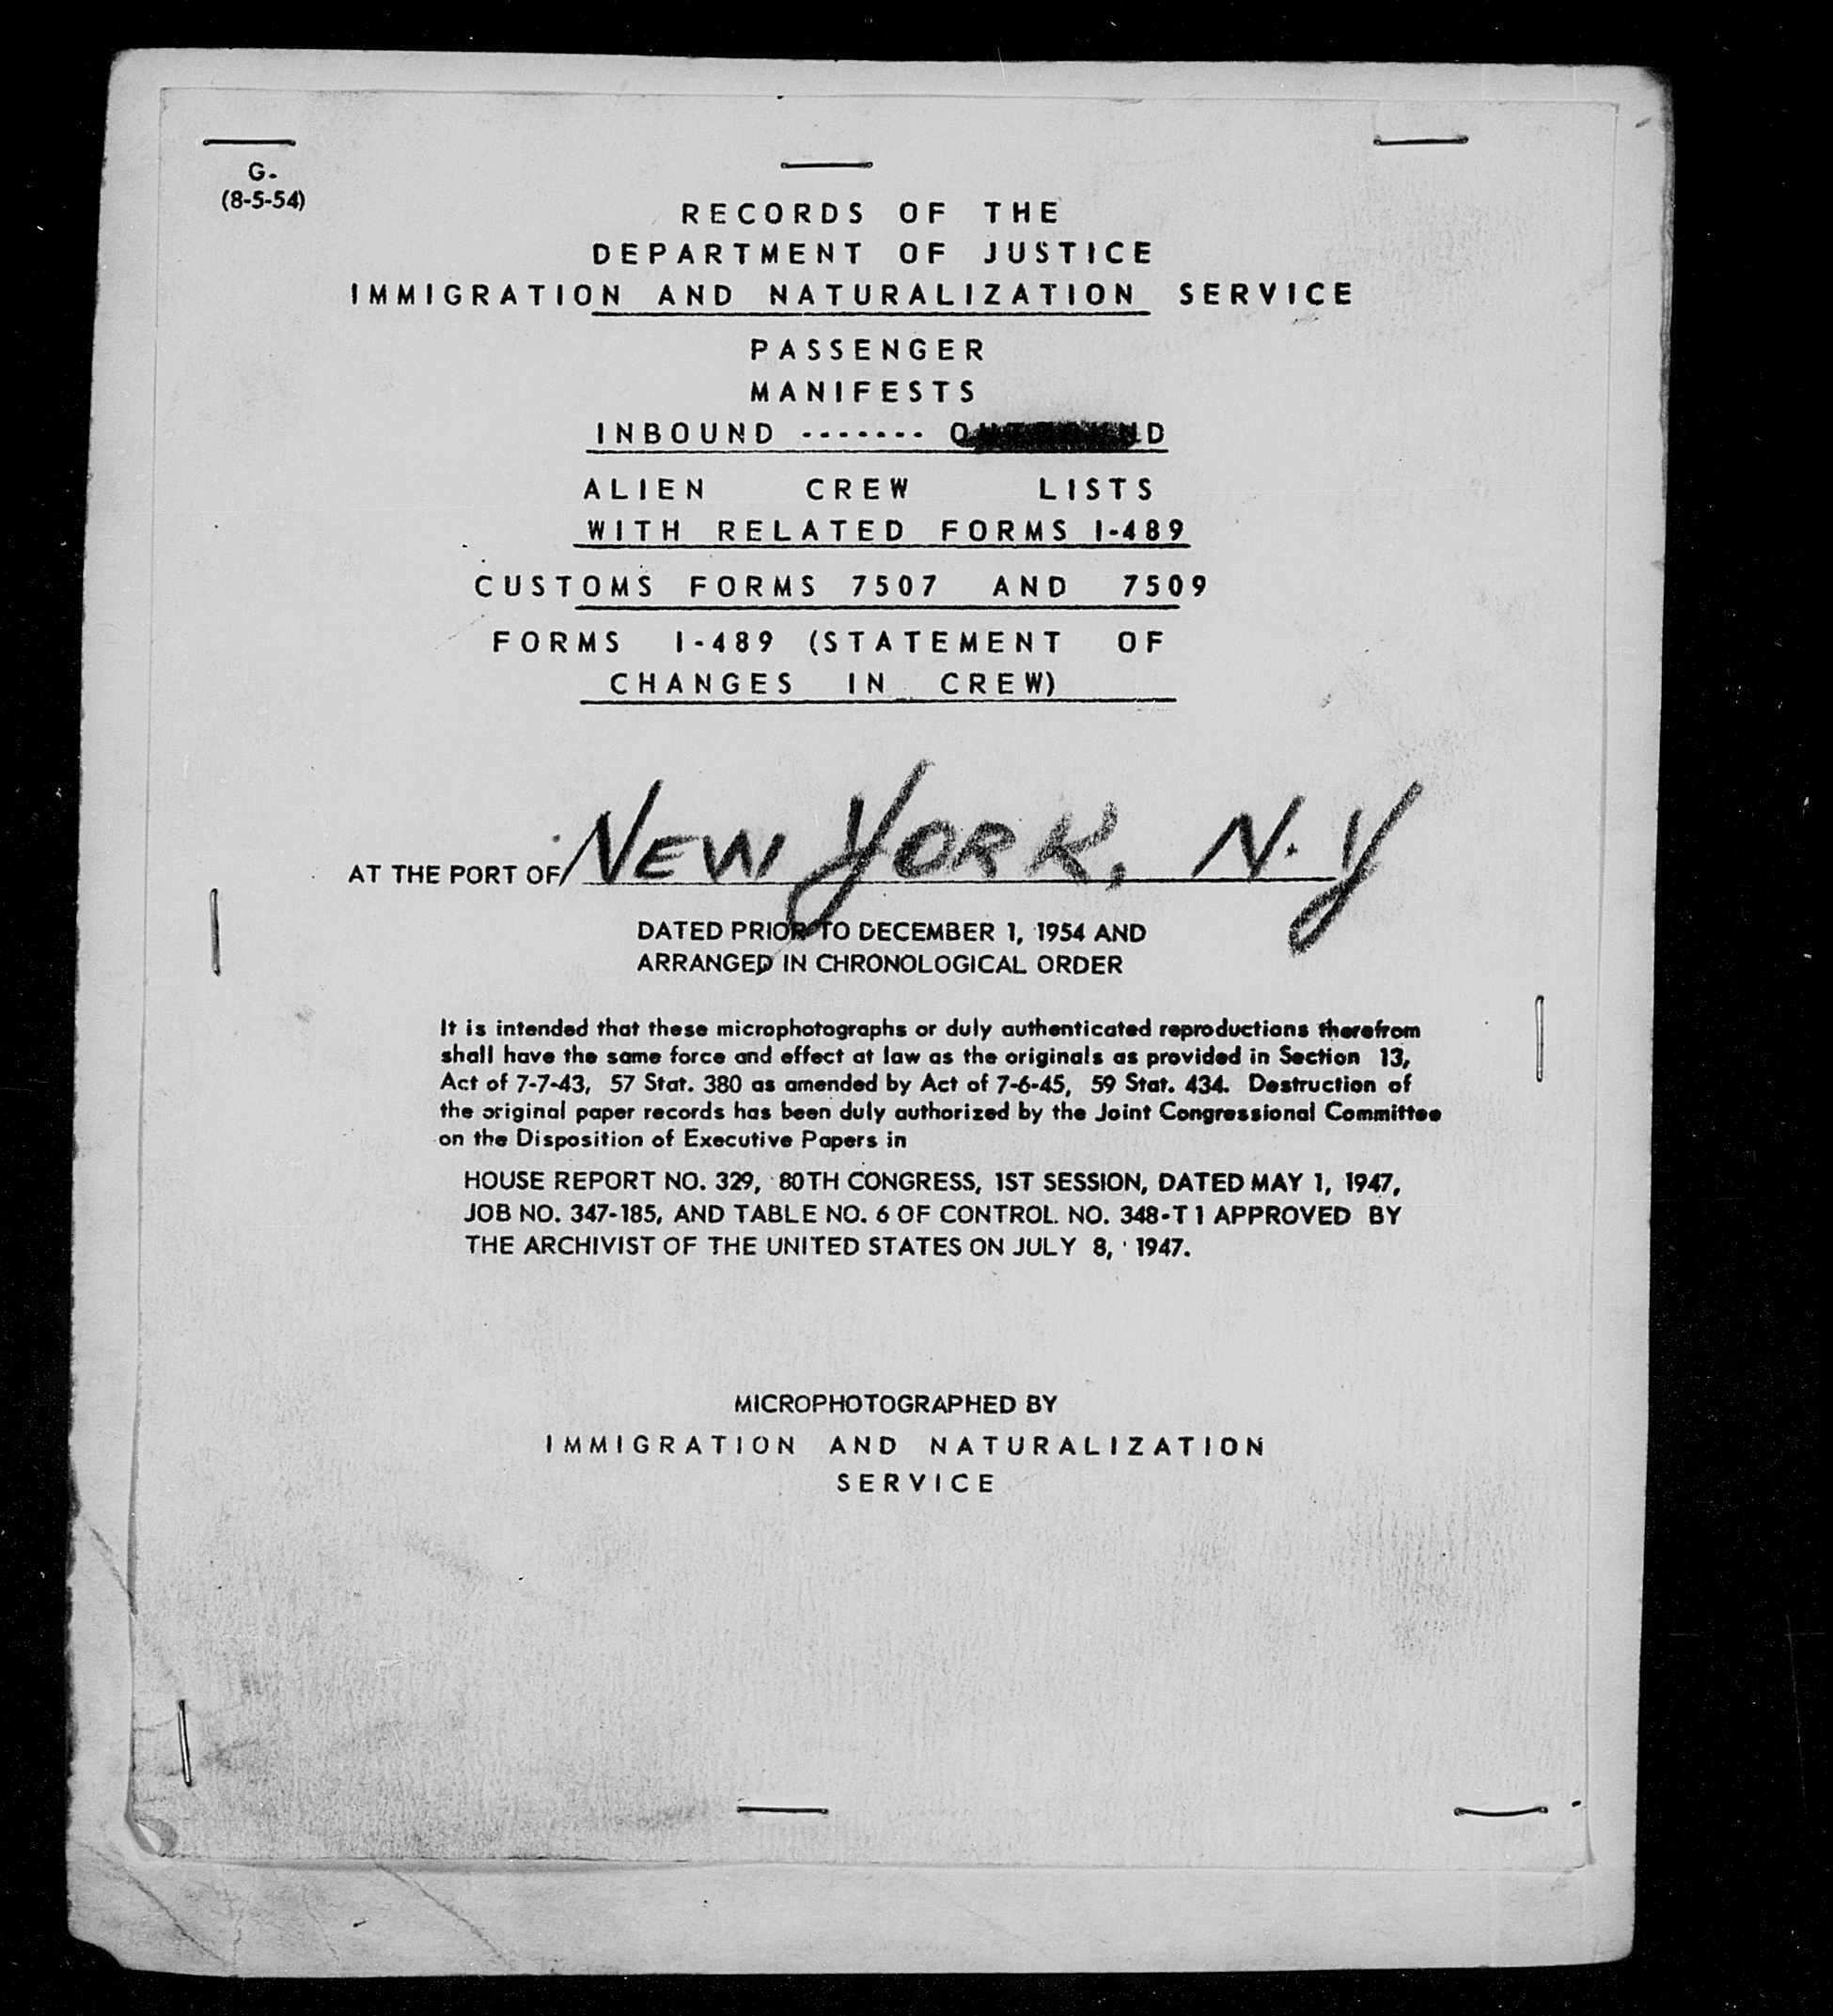 G-
(8-5-54)
RECORDS OF THE
DEPARTMENT OF JUSTICE
IMMIGRATION AND NATURALIZATION SERVICE
PASSENGER
MANIFESTS
INBOUND -------
ALIEN CREW LISTS
WITH RELATED FORMS I-489
CUSTOMS FORMS 7507 AND 7509
FORMS I-489 (STATEMENT OF
CHANGES IN CREW)
AT THE PORT OF NEW YORK, N.Y
DATED PRIOR TO DECEMBER 1, 1954 AND
ARRANGED IN CHRONOLOGICAL ORDER
It is intended that these microphotographs or duly authenticated reproductions therefrom
shall have the same force and effect at law as the originals as provided in Section 13,
Act of 7-7-43, 57 Stat. 380 as amended by Act of 7-6-45, 59 Stat. 434. Destruction of
the original paper records has been duly authorized by the Joint Congressional Committee
on the Disposition of Executive Papers in
HOUSE REPORT NO. 329, 80TH CONGRESS, 1ST SESSION, DATED MAY 1, 1947,
JOB NO. 347-185, AND TABLE NO. 6 OF CONTROL NO. 348-T1 APPROVED BY
THE ARCHIVIST OF THE UNITED STATES ON JULY 8, 1947.
MICROPHOTOGRAPHED BY
IMMIGRATION AND NATURALIZATION
SERVICE